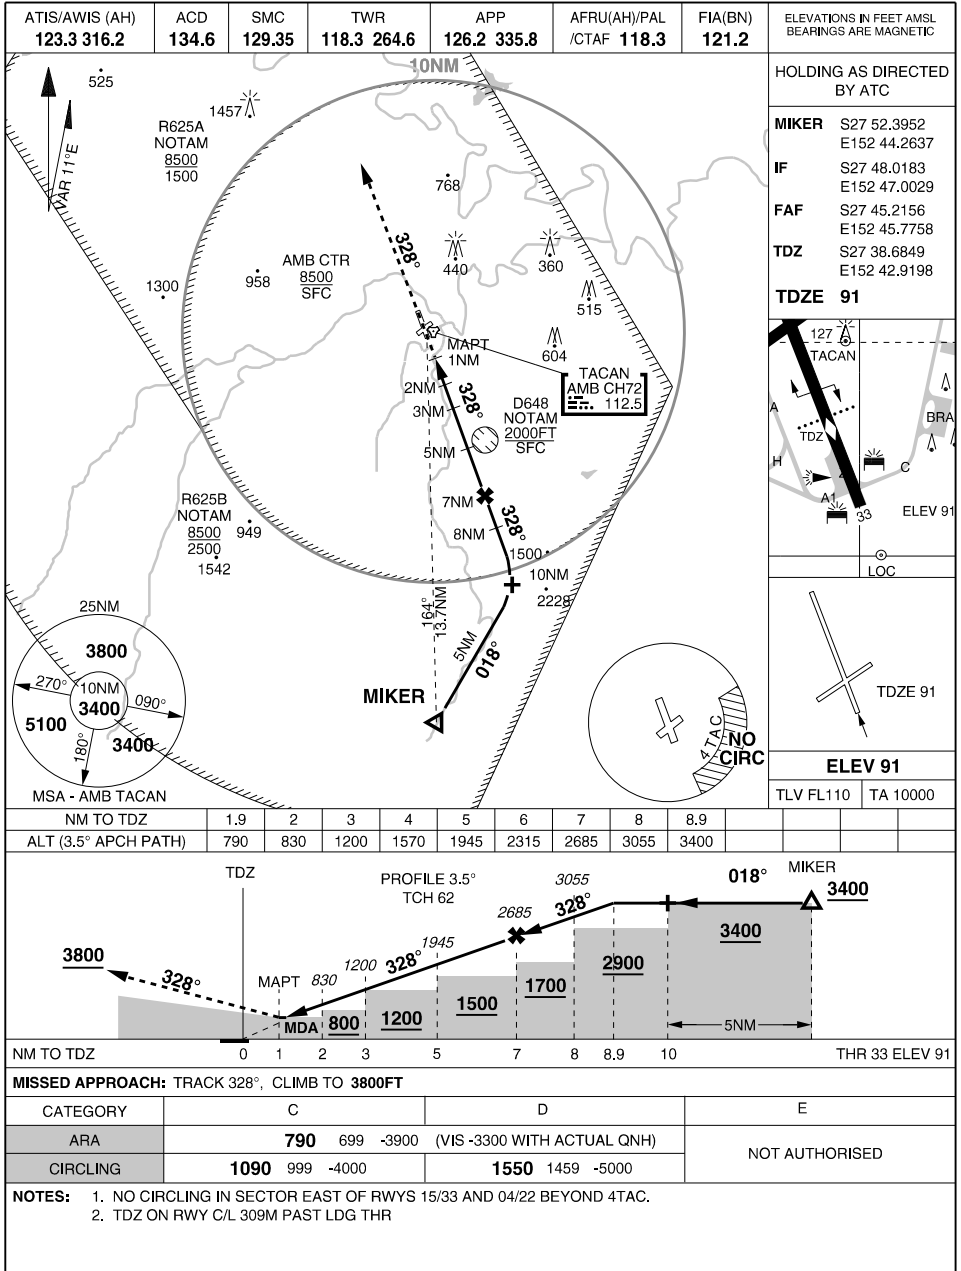 ATIS/AWIS (AH) ACD SMC TWR APP AFRU(AH)/PAL FIA(BN)
123.3 316.2 134.6 129.35 118.3 264.6 126.2 335.8 /CTAF 118.3 121.2
ELEVATIONS IN FEET AMSL
BEARINGS ARE MAGNETIC
HOLDING AS DIRECTED
BY ATC
MIKER S27 52.3952
E152 44.2637
IF S27 48.0183
E152 47.0029
FAF S27 45.2156
E152 45.7758
TDZ S27 38.6849
E152 42.9198
TDZE 91
10NM
525
VAR 11°E
1457
R625A
NOTAM
8500
1500
768
328°
AMB CTR
8500
SFC
958
1300
440
360
515
604
MAPT
1NM
2NM
3NM
5NM
7NM
8NM
328°
328°
TACAN
AMB CH72
112.5
D648
NOTAM
2000FT
SFC
R625B
NOTAM
8500
2500
949
1542
1500
10NM
2228
164°
13.7NM
5NM
018°
MIKER
25NM
3800
10NM
3400
270°
090°
180°
5100
3400
MSA - AMB TACAN
4 TAC
NO
CIRC
127
TACAN
A
TDZ
BRA
H
C
A1
33
ELEV 91
LOC
TDZE 91
ELEV 91
TLV FL110 TA 10000
NM TO TDZ 1.9 2 3 4 5 6 7 8 8.9
ALT (3.5° APCH PATH) 790 830 1200 1570 1945 2315 2685 3055 3400
TDZ
PROFILE 3.5°
TCH 62
3055
018°
MIKER
3400
2685
328°
1945
328°
1200
830
MAPT
3800
328°
3400
2900
1700
1500
1200
800
MDA
5NM
NM TO TDZ 0 1 2 3 5 7 8 8.9 10 THR 33 ELEV 91
MISSED APPROACH: TRACK 328°, CLIMB TO 3800FT
CATEGORY C D E
ARA 790 699 -3900 (VIS -3300 WITH ACTUAL QNH) NOT AUTHORISED
CIRCLING 1090 999 -4000 1550 1459 -5000
NOTES: 1. NO CIRCLING IN SECTOR EAST OF RWYS 15/33 AND 04/22 BEYOND 4TAC.
2. TDZ ON RWY C/L 309M PAST LDG THR